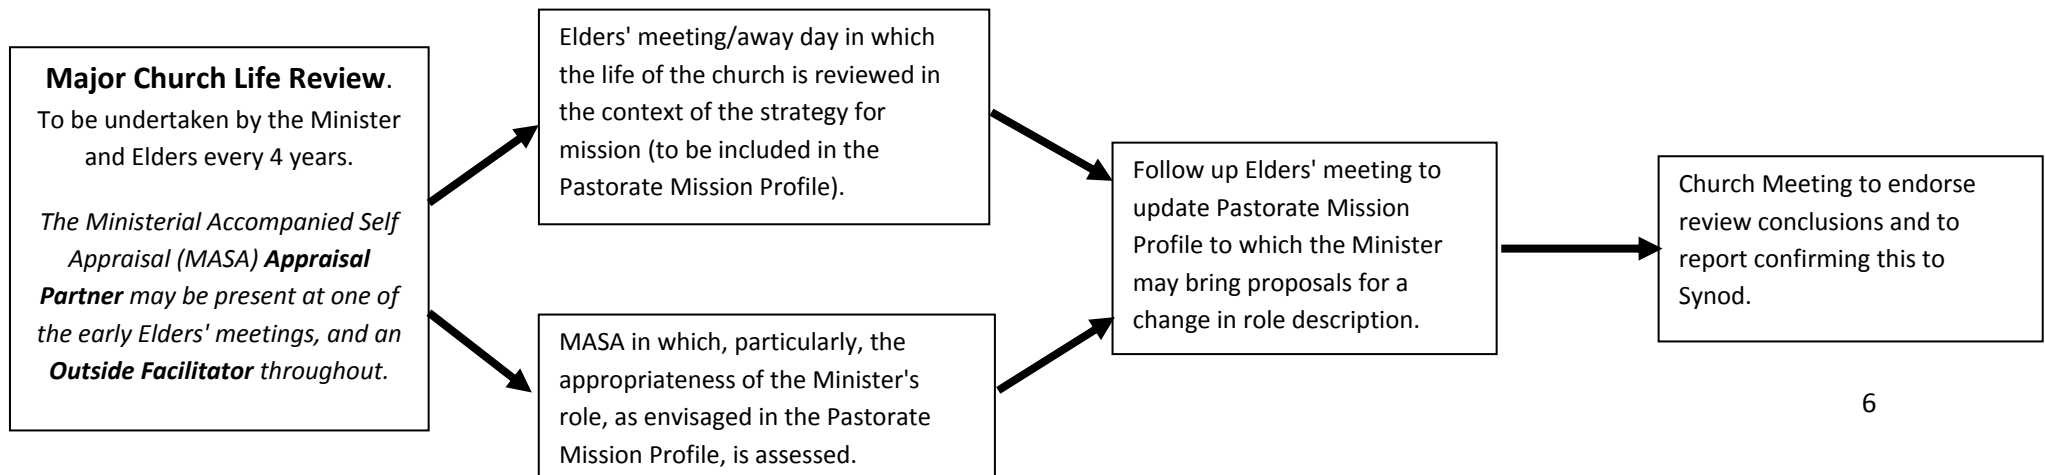 Major Church Life Review.
To be undertaken by the Minister
and Elders every 4 years.
The Ministerial Accompanied Self
Appraisal (MASA) Appraisal
Partner may be present at one of
the early Elders' meetings, and an
Outside Facilitator throughout.
Elders' meeting/away day in which
the life of the church is reviewed in
the context of the strategy for
mission (to be included in the
Pastorate Mission Profile).
MASA in which, particularly, the
appropriateness of the Minister's
role, as envisaged in the Pastorate
Mission Profile, is assessed.
Follow up Elders' meeting to
update Pastorate Mission
Profile to which the Minister
may bring proposals for a
change in role description.
Church Meeting to endorse
review conclusions and to
report confirming this to
Synod.
6